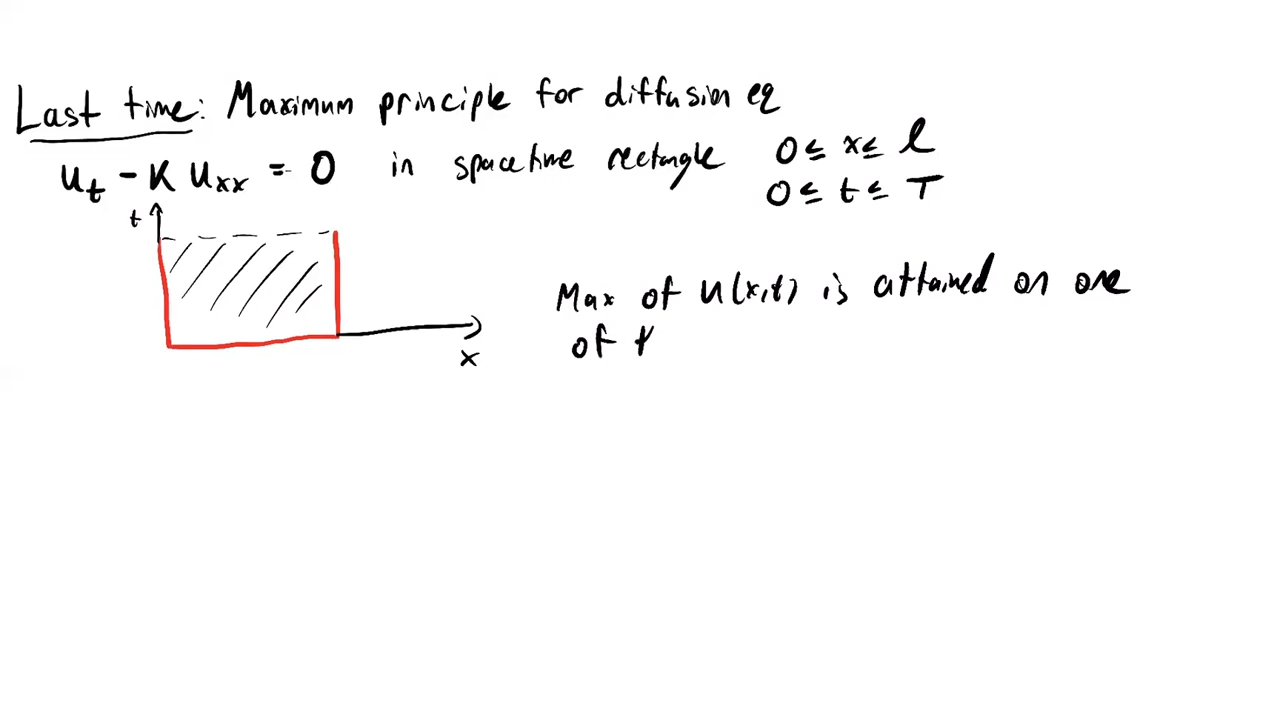 Last time: Maximum principle for diffusion eq
u_t - K u_xx = 0 in spacetime rectangle 0 ≤ x ≤ l
0 ≤ t ≤ T
t
x
Max of u(x,t) is attained on one
of t